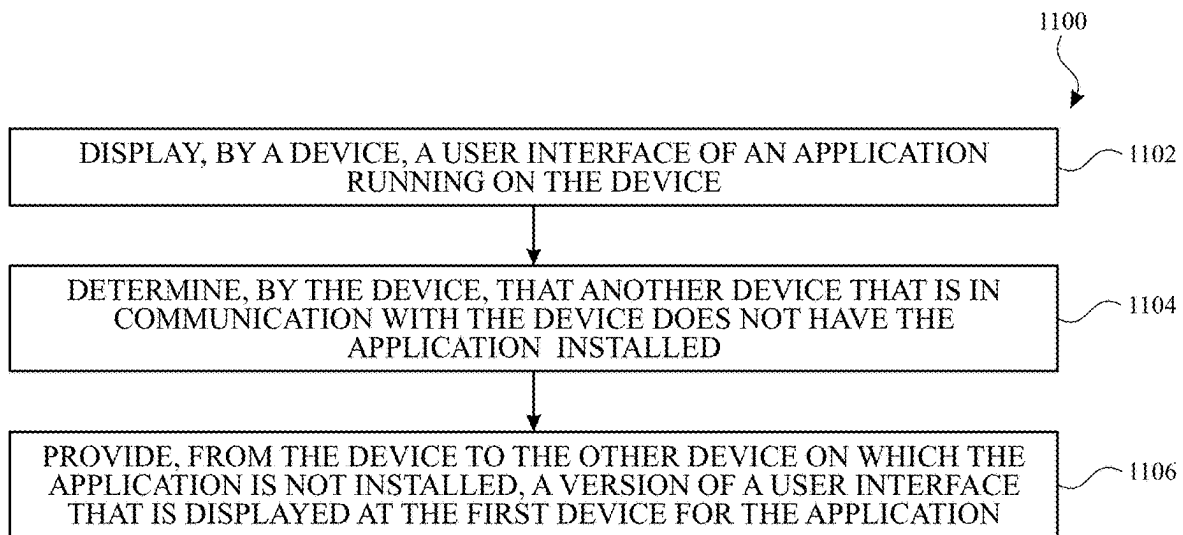 1100
DISPLAY, BY A DEVICE, A USER INTERFACE OF AN APPLICATION
RUNNING ON THE DEVICE
1102
DETERMINE, BY THE DEVICE, THAT ANOTHER DEVICE THAT IS IN
COMMUNICATION WITH THE DEVICE DOES NOT HAVE THE
APPLICATION INSTALLED
1104
PROVIDE, FROM THE DEVICE TO THE OTHER DEVICE ON WHICH THE
APPLICATION IS NOT INSTALLED, A VERSION OF A USER INTERFACE
THAT IS DISPLAYED AT THE FIRST DEVICE FOR THE APPLICATION
1106